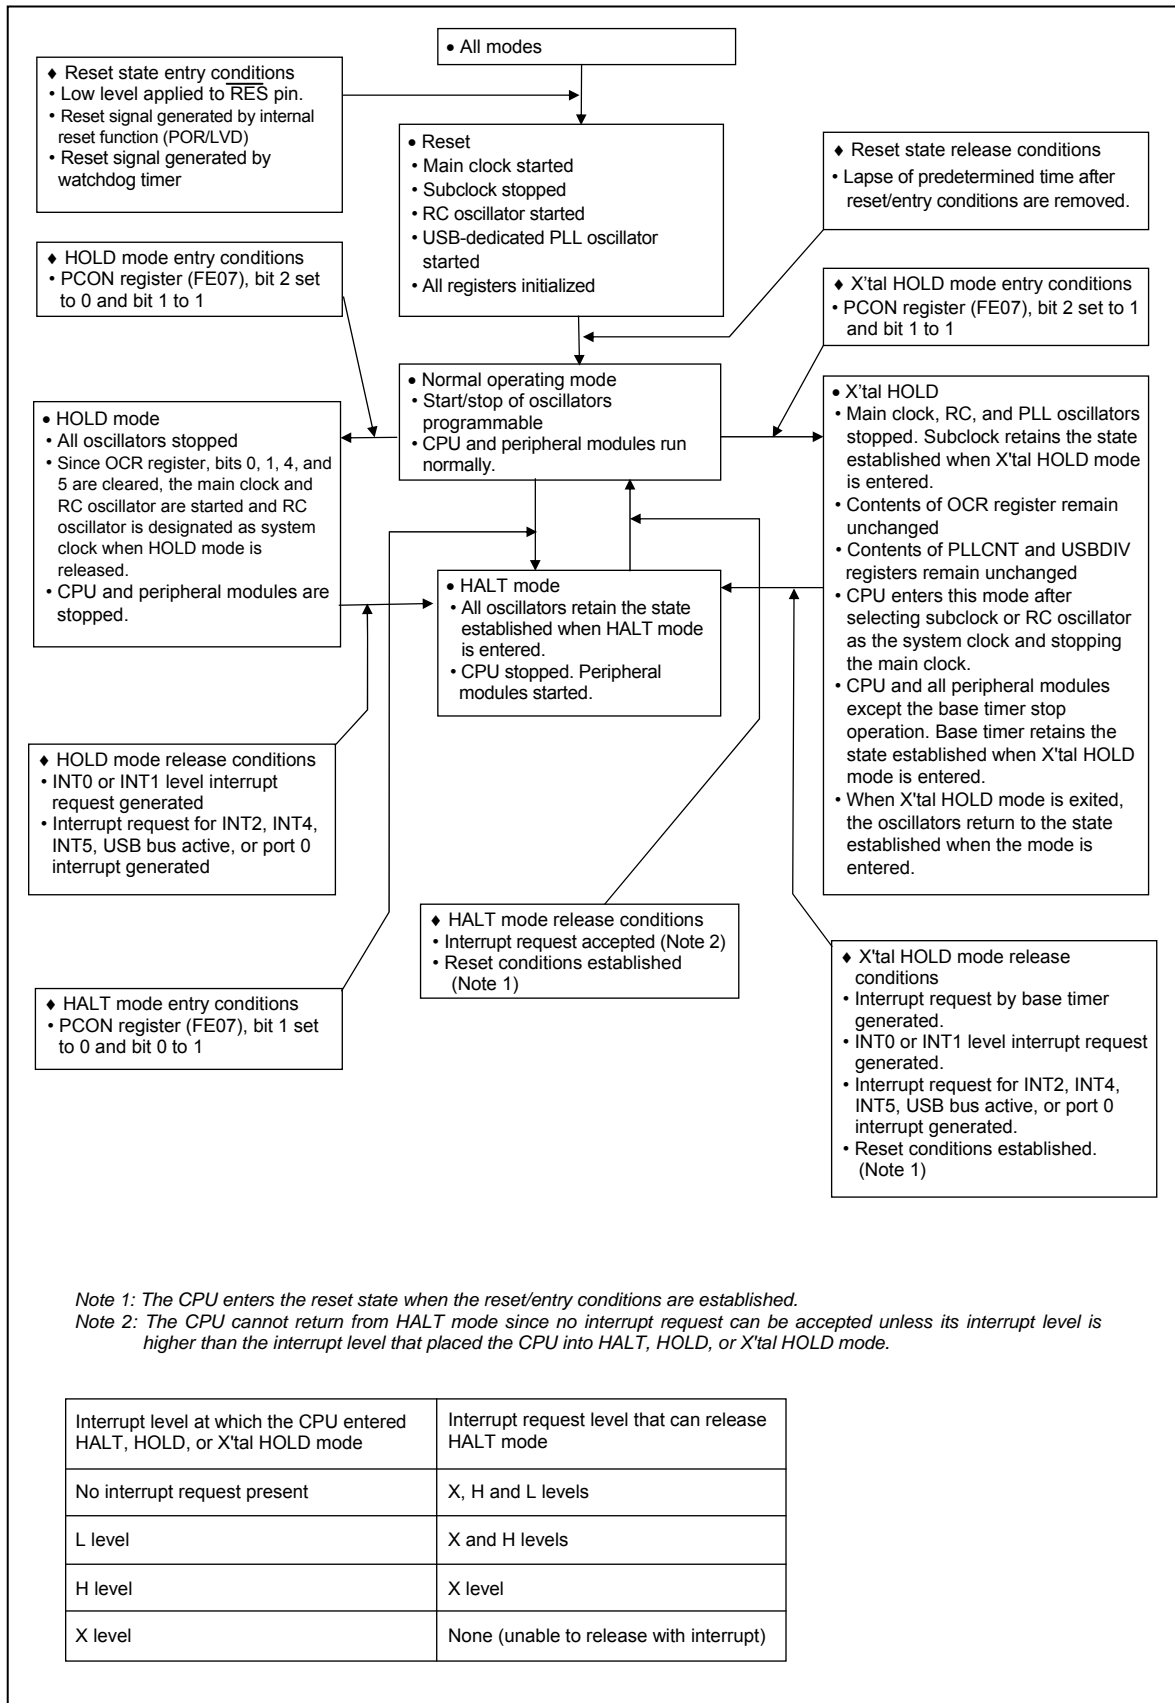 • All modes
♦ Reset state entry conditions
• Low level applied to RES pin.
• Reset signal generated by internal
reset function (POR/LVD)
• Reset signal generated by
watchdog timer
• Reset
• Main clock started
• Subclock stopped
• RC oscillator started
• USB-dedicated PLL oscillator
started
• All registers initialized
♦ Reset state release conditions
• Lapse of predetermined time after
reset/entry conditions are removed.
♦ HOLD mode entry conditions
• PCON register (FE07), bit 2 set
to 0 and bit 1 to 1
♦ X'tal HOLD mode entry conditions
• PCON register (FE07), bit 2 set to 1
and bit 1 to 1
• Normal operating mode
• Start/stop of oscillators
programmable
• CPU and peripheral modules run
normally.
• HOLD mode
• All oscillators stopped
• Since OCR register, bits 0, 1, 4, and
5 are cleared, the main clock and
RC oscillator are started and RC
oscillator is designated as system
clock when HOLD mode is
released.
• CPU and peripheral modules are
stopped.
• X'tal HOLD
• Main clock, RC, and PLL oscillators
stopped. Subclock retains the state
established when X'tal HOLD mode
is entered.
• Contents of OCR register remain
unchanged
• Contents of PLLCNT and USBDIV
registers remain unchanged
• CPU enters this mode after
selecting subclock or RC oscillator
as the system clock and stopping
the main clock.
• CPU and all peripheral modules
except the base timer stop
operation. Base timer retains the
state established when X'tal HOLD
mode is entered.
• When X'tal HOLD mode is exited,
the oscillators return to the state
established when the mode is
entered.
• HALT mode
• All oscillators retain the state
established when HALT mode
is entered.
• CPU stopped. Peripheral
modules started.
♦ HOLD mode release conditions
• INT0 or INT1 level interrupt
request generated
• Interrupt request for INT2, INT4,
INT5, USB bus active, or port 0
interrupt generated
♦ HALT mode release conditions
• Interrupt request accepted (Note 2)
• Reset conditions established
(Note 1)
♦ X'tal HOLD mode release
conditions
• Interrupt request by base timer
generated.
• INT0 or INT1 level interrupt request
generated.
• Interrupt request for INT2, INT4,
INT5, USB bus active, or port 0
interrupt generated.
• Reset conditions established.
(Note 1)
♦ HALT mode entry conditions
• PCON register (FE07), bit 1 set
to 0 and bit 0 to 1
Note 1: The CPU enters the reset state when the reset/entry conditions are established.
Note 2: The CPU cannot return from HALT mode since no interrupt request can be accepted unless its interrupt level is
higher than the interrupt level that placed the CPU into HALT, HOLD, or X'tal HOLD mode.
Interrupt level at which the CPU entered
HALT, HOLD, or X'tal HOLD mode
Interrupt request level that can release
HALT mode
No interrupt request present
X, H and L levels
L level
X and H levels
H level
X level
X level
None (unable to release with interrupt)